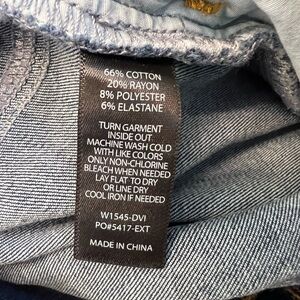 66% COTTON
20% RAYON
8% POLYESTER
6% ELASTANE
TURN GARMENT
INSIDE OUT
MACHINE WASH COLD
WITH LIKE COLORS
ONLY NON-CHLORINE
BLEACH WHEN NEEDED
LAY FLAT TO DRY
OR LINE DRY
COOL IRON IF NEEDED
W1545-DVI
PO#5417-EXT
MADE IN CHINA